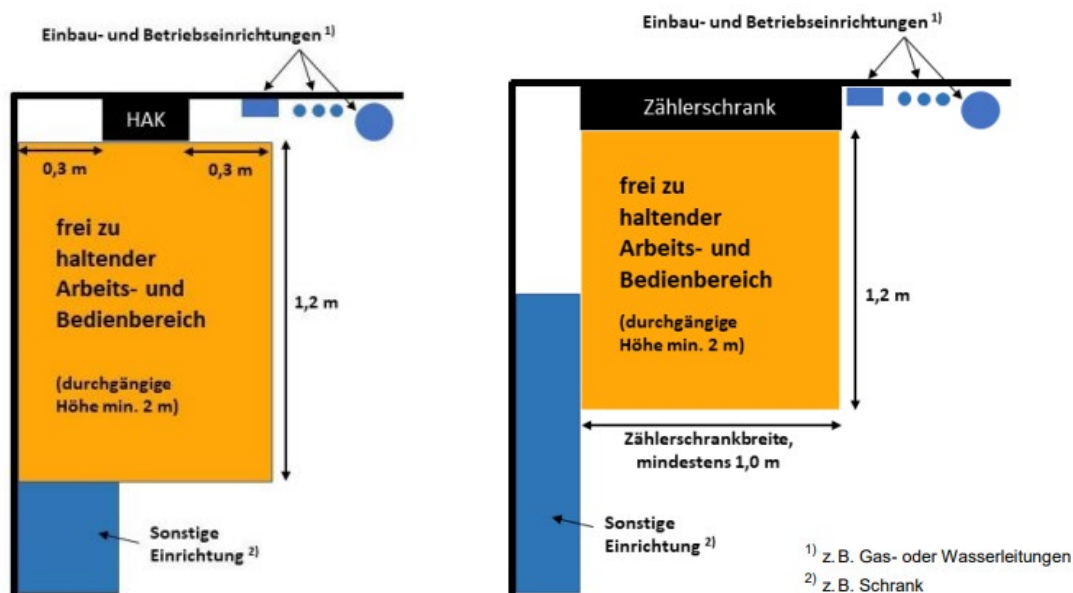 Einbau- und Betriebseinrichtungen 1)
HAK
0,3 m
0,3 m
frei zu
haltender
Arbeits- und
Bedienbereich
(durchgängige
Höhe min. 2 m)
1,2 m
Sonstige
Einrichtung 2)
Einbau- und Betriebseinrichtungen 1)
Zählerschrank
frei zu
haltender
Arbeits- und
Bedienbereich
(durchgängige
Höhe min. 2 m)
1,2 m
Zählerschrankbreite,
mindestens 1,0 m
Sonstige
Einrichtung 2)
1) z. B. Gas- oder Wasserleitungen
2) z. B. Schrank